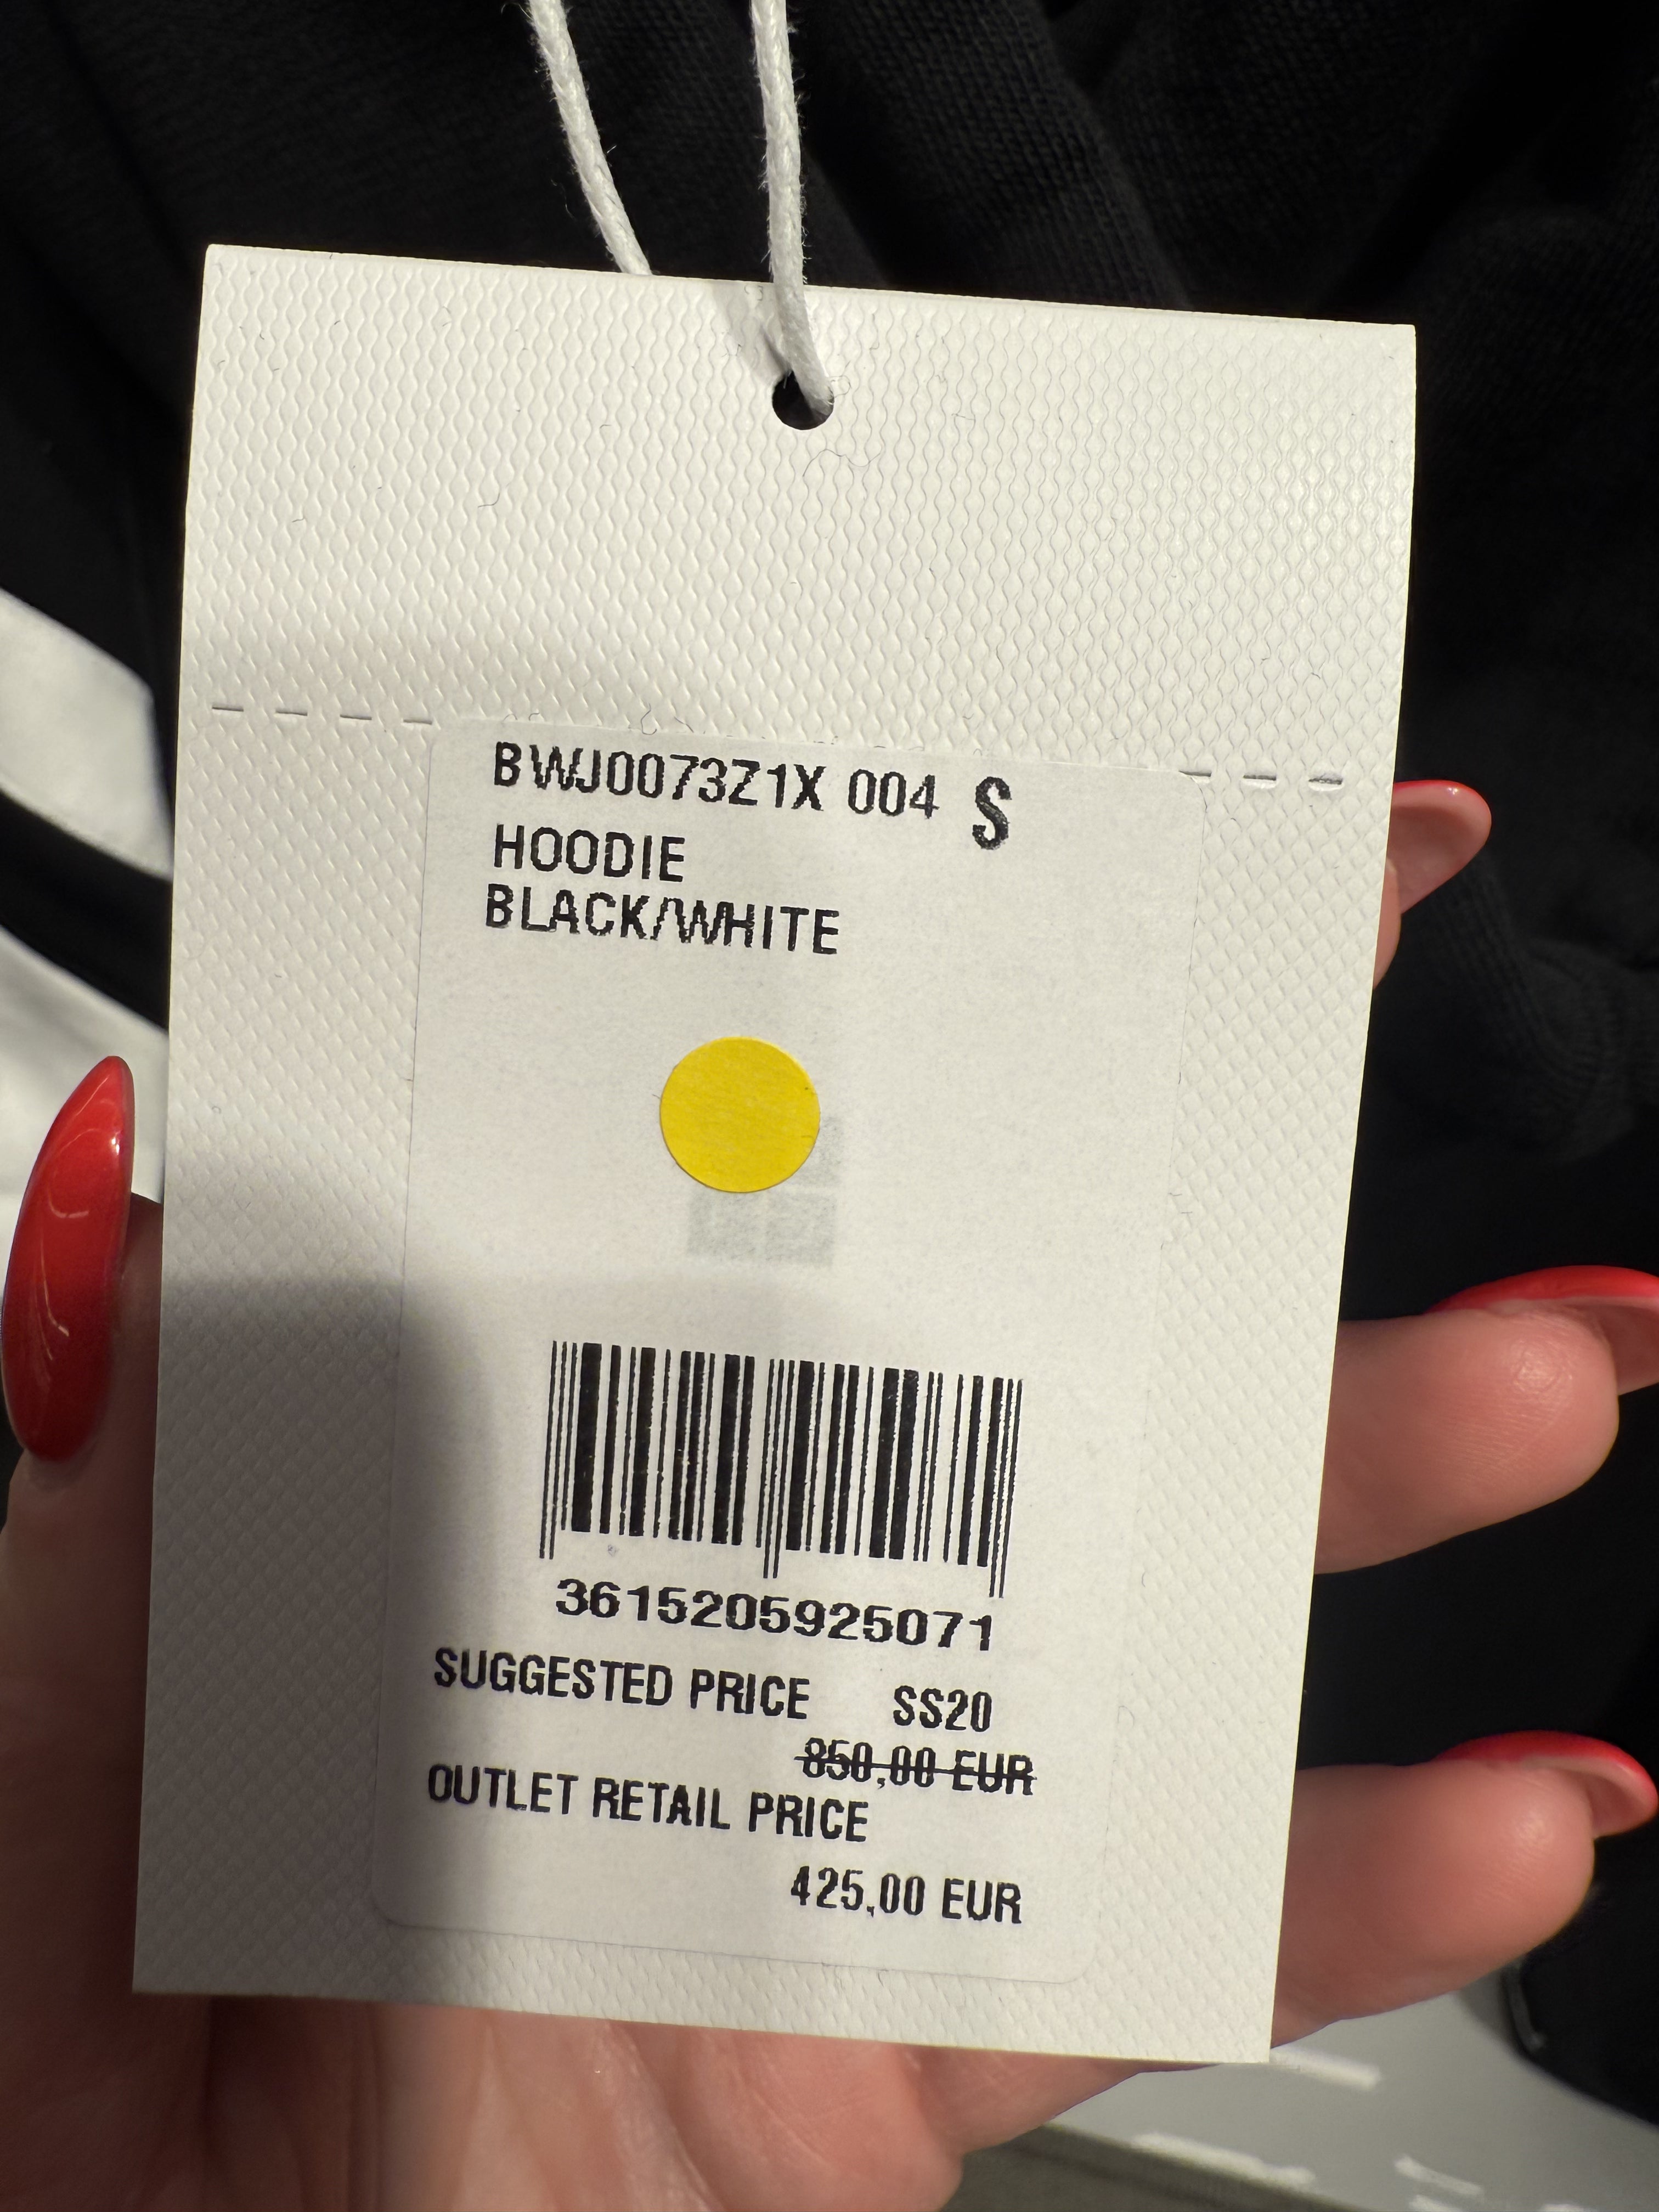 BWJ0073Z1X 004 S
HOODIE
BLACK/WHITE
3615205925071
SUGGESTED PRICE SS20
850,00 EUR
OUTLET RETAIL PRICE
425,00 EUR